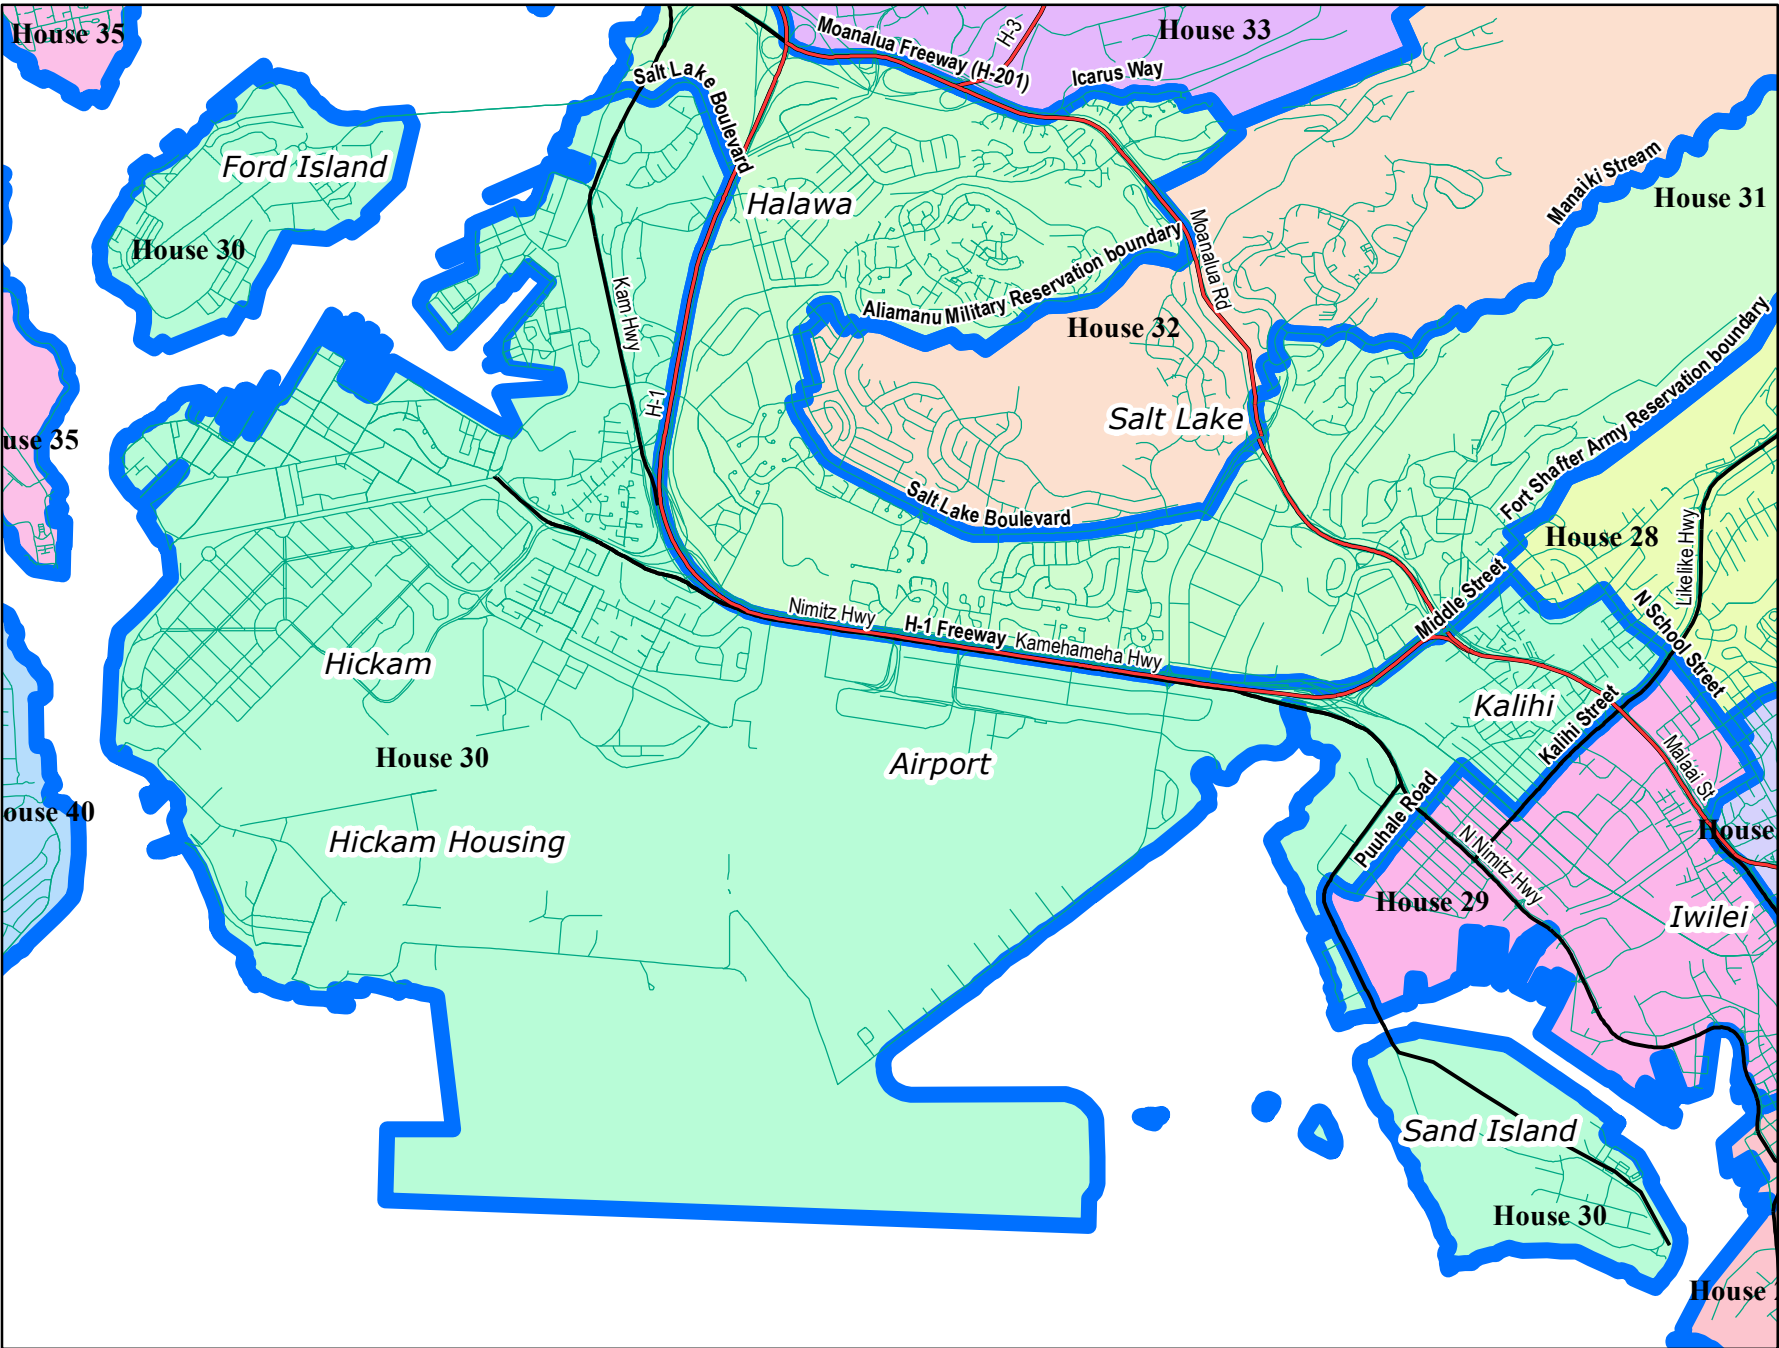 House 35
House 33
H-3
Moanalua Freeway (H-201)
Icarus Way
Salt Lake Boulevard
Ford Island
House 30
Halawa
Manaiki Stream
House 31
Moanalua Rd
Aliamanu Military Reservation boundary
Kam Hwy
House 32
H-1
Salt Lake
Fort Shafter Army Reservation boundary
use 35
Salt Lake Boulevard
House 28
Likelike Hwy
Middle Street
N School Street
Nimitz Hwy
H-1 Freeway
Kamehameha Hwy
Hickam
Kalihi
Kalihi Street
House 30
Airport
Malaai St
ouse 40
Puuhale Road
House
Hickam Housing
N Nimitz Hwy
House 29
Iwilei
Sand Island
House 30
House